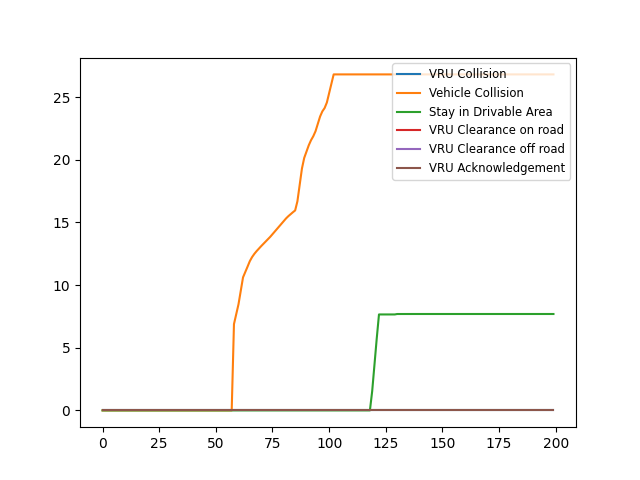 VRU Collision
Vehicle Collision
Stay in Drivable Area
VRU Clearance on road
VRU Clearance off road
VRU Acknowledgement
25
20
15
10
5
0
0 25 50 75 100 125 150 175 200